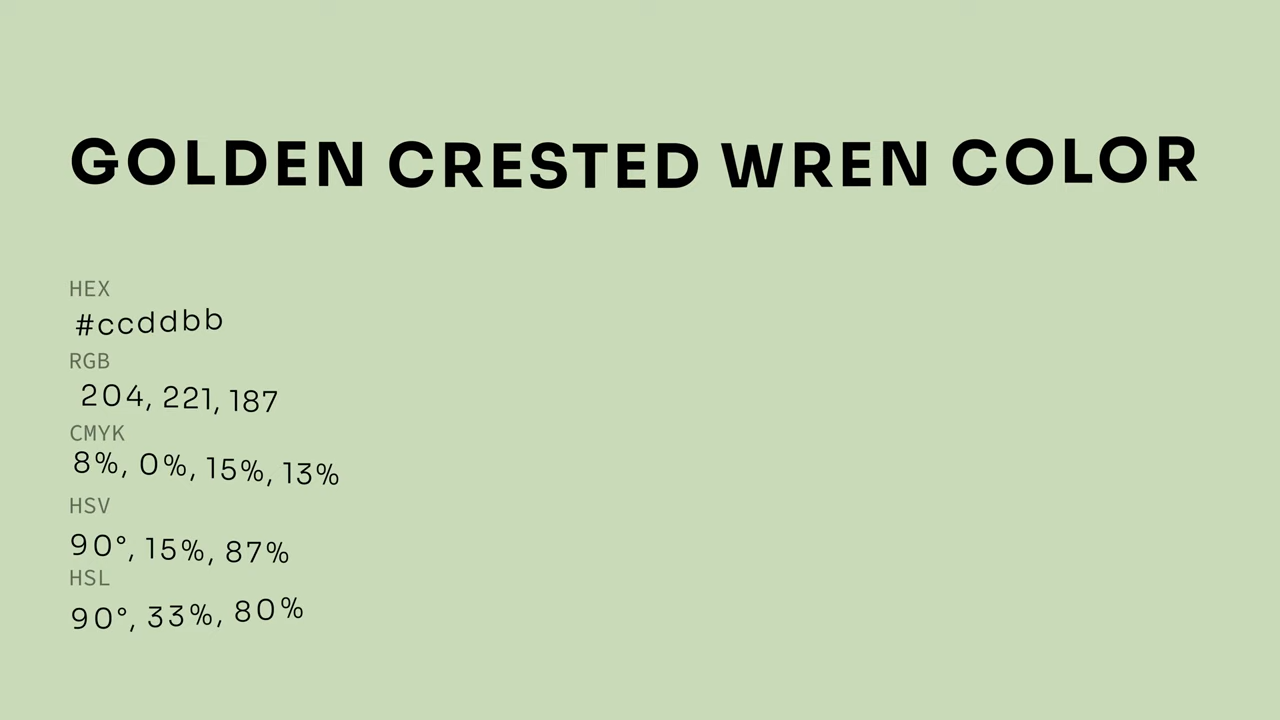 GOLDEN CRESTED WREN COLOR
HEX
#ccddbb
RGB
204, 221, 187
CMYK
8%, 0%, 15%, 13%
HSV
90°, 15%, 87%
HSL
90°, 33%, 80%